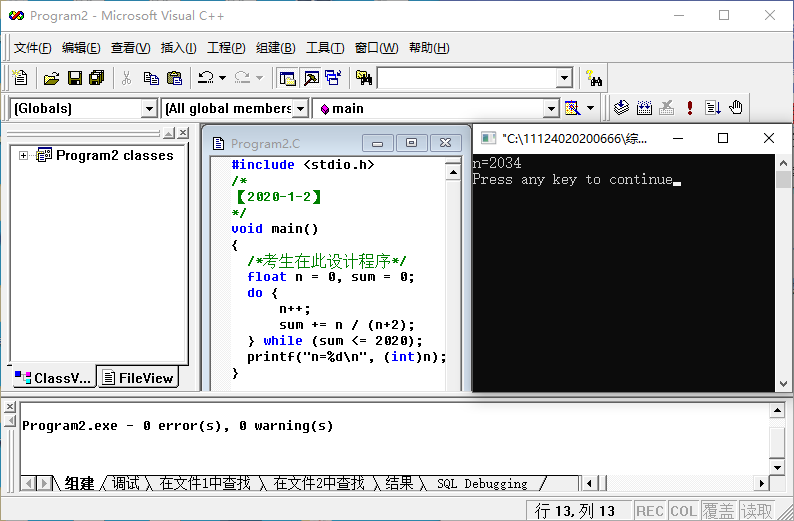 Program2 - Microsoft Visual C++
文件(F) 编辑(E) 查看(V) 插入(I) 工程(P) 组建(B) 工具(T) 窗口(W) 帮助(H)
(Globals) (All global members main
Program2 classes
ClassV... FileView
Program2.C
#include <stdio.h>
/*
【2020-1-2】
*/
void main()
{
/*考生在此设计程序*/
float n = 0, sum = 0;
do {
n++;
sum += n / (n+2);
} while (sum <= 2020);
printf("n=%d\n", (int)n);
}
"C:\11124020200666\综...
n=2034
Press any key to continue
Program2.exe - 0 error(s), 0 warning(s)
组建 调试 在文件1中查找 在文件2中查找 结果 SQL Debugging
行 13, 列 13 REC COL 覆盖 读取